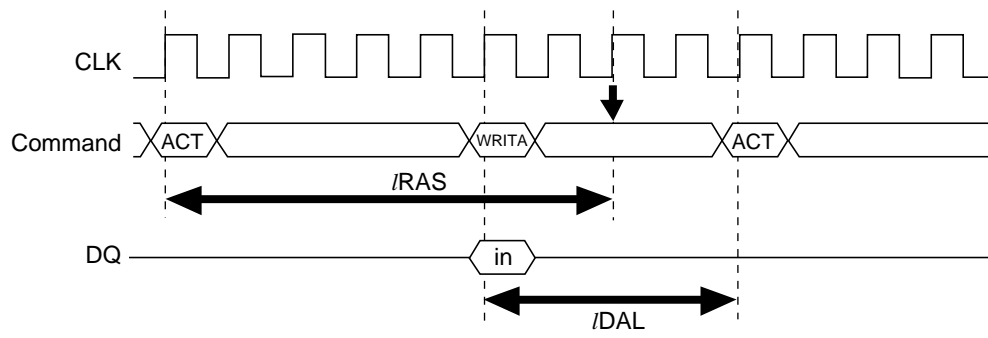 CLK
Command ACT WRITA ACT
lRAS
DQ in
lDAL